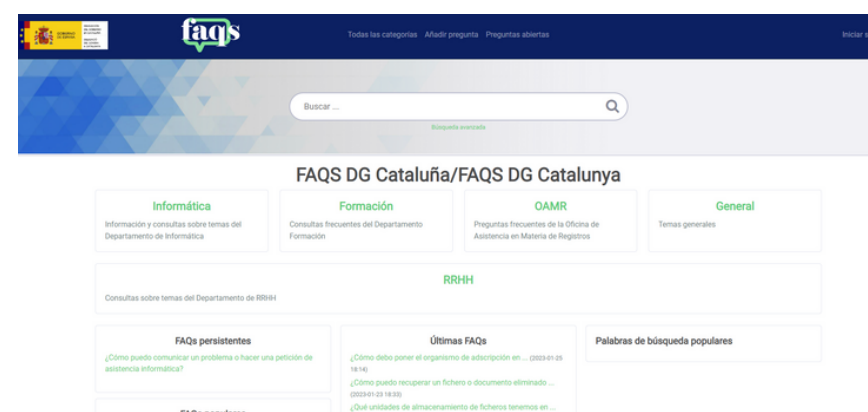 faqs
Todas las categorías Añadir pregunta Preguntas abiertas
Iniciar s
Buscar ...
Búsqueda avanzada
FAQS DG Cataluña/FAQS DG Catalunya
Informática
Información y consultas sobre temas del
Departamento de Informática
Formación
Consultas frecuentes del Departamento
Formación
OAMR
Preguntas frecuentes de la Oficina de
Asistencia en Materia de Registros
General
Temas generales
RRHH
Consultas sobre temas del Departamento de RRHH
FAQs persistentes
¿Cómo puedo comunicar un problema o hacer una petición de
asistencia informática?
Últimas FAQs
¿Cómo debo poner el organismo de adscripción en ... (2023-01-25
18:14)
¿Cómo puedo recuperar un fichero o documento eliminado ...
(2023-01-23 18:33)
¿Qué unidades de almacenamiento de ficheros tenemos en ...
Palabras de búsqueda populares
FAQs populares